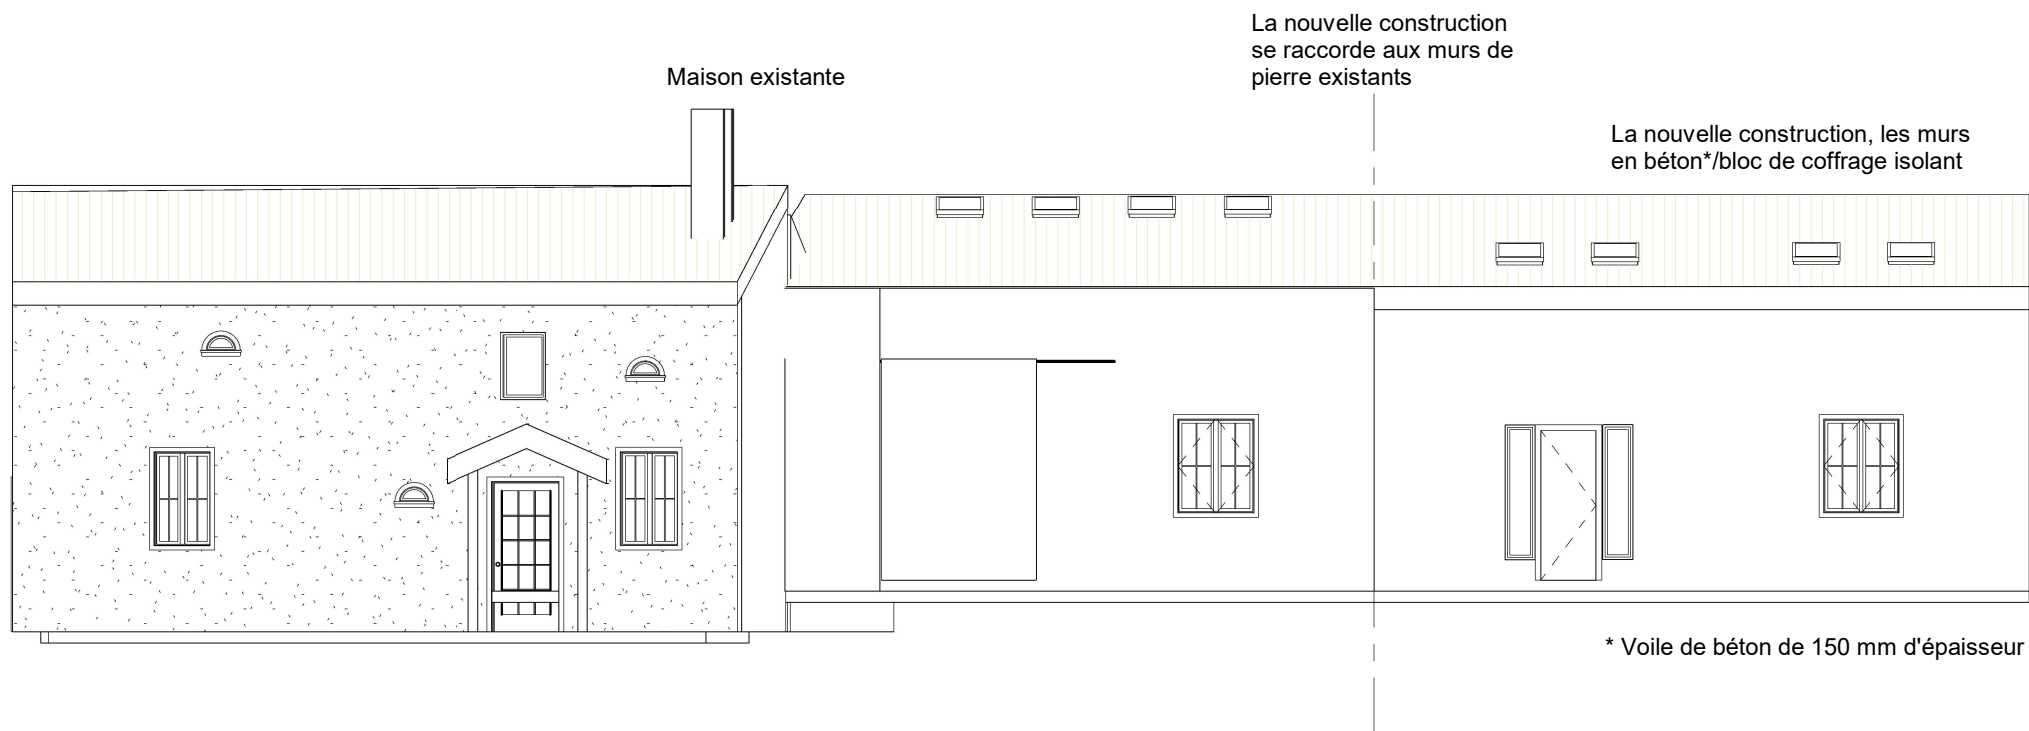 Maison existante
La nouvelle construction
se raccorde aux murs de
pierre existants
La nouvelle construction, les murs
en béton*/bloc de coffrage isolant
* Voile de béton de 150 mm d'épaisseur